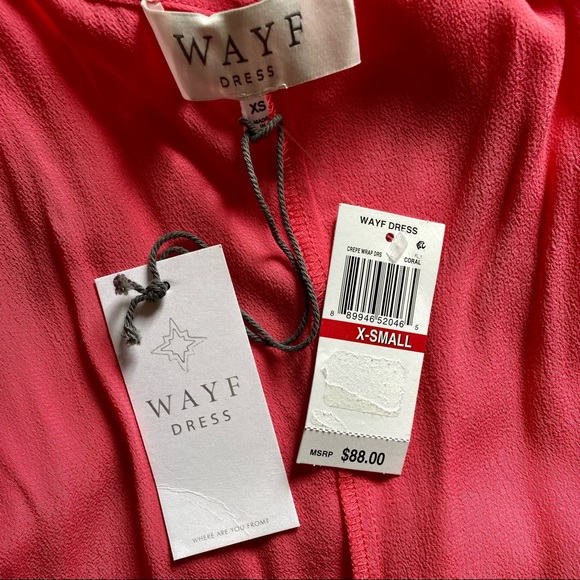 WAYF
DRESS
XS
MADE
WAYF DRESS
CREPE WRAP DRS
CORAL
8 89946 52046 5
X-SMALL
MSRP $88.00
WAYF
DRESS
WHERE ARE YOU FROM?